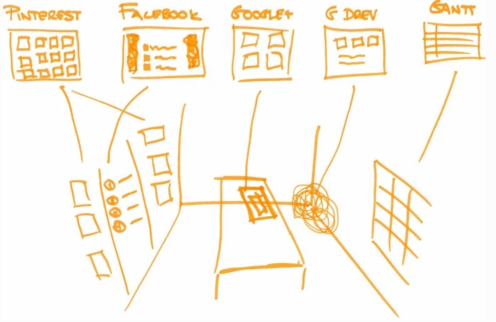 PINTEREST
FACEBOOK
GOOGLE+
G DREV
GANTT